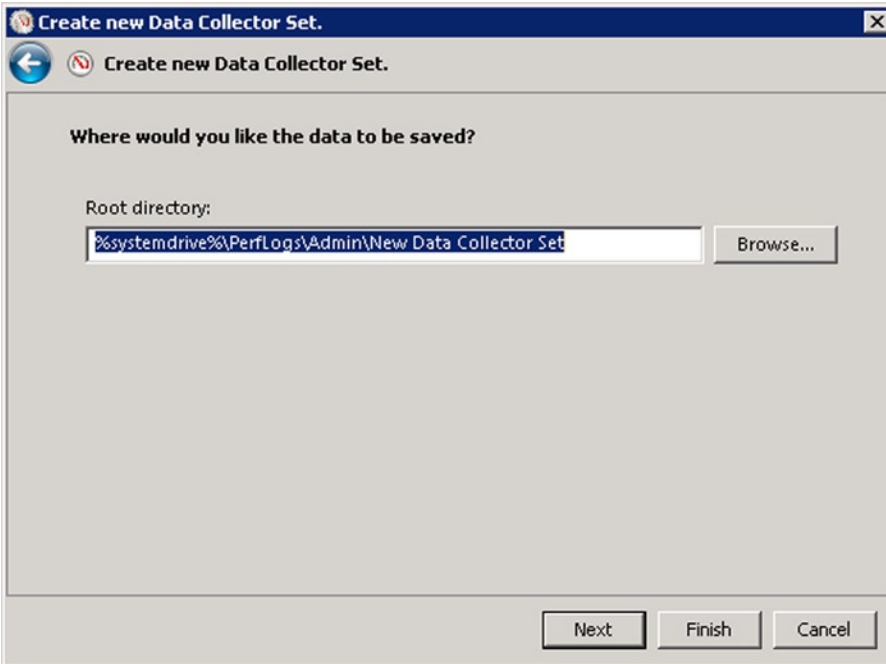 Create new Data Collector Set.
Create new Data Collector Set.
Where would you like the data to be saved?
Root directory:
%systemdrive%\PerfLogs\Admin\New Data Collector Set
Browse...
Next
Finish
Cancel